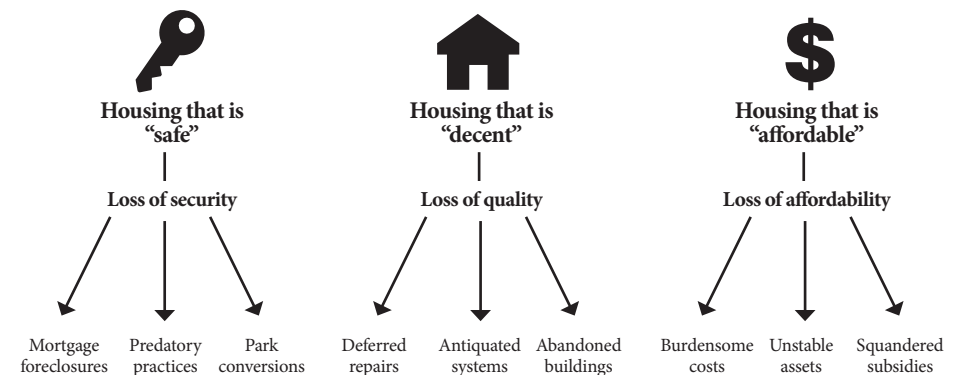 $
Housing that is
“safe”
Housing that is
“decent”
Housing that is
“affordable”
Loss of security
Loss of quality
Loss of affordability
Mortgage
foreclosures
Predatory
practices
Park
conversions
Deferred
repairs
Antiquated
systems
Abandoned
buildings
Burdensome
costs
Unstable
assets
Squandered
subsidies